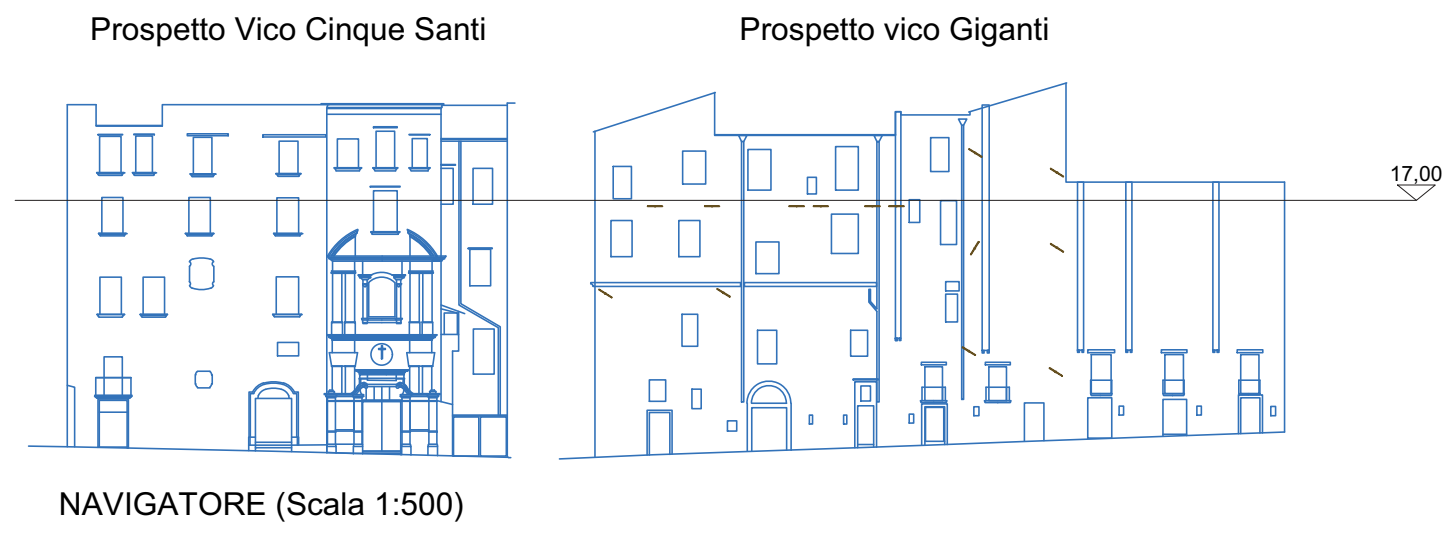 Prospetto Vico Cinque Santi
Prospetto vico Giganti
17,00
NAVIGATORE (Scala 1:500)